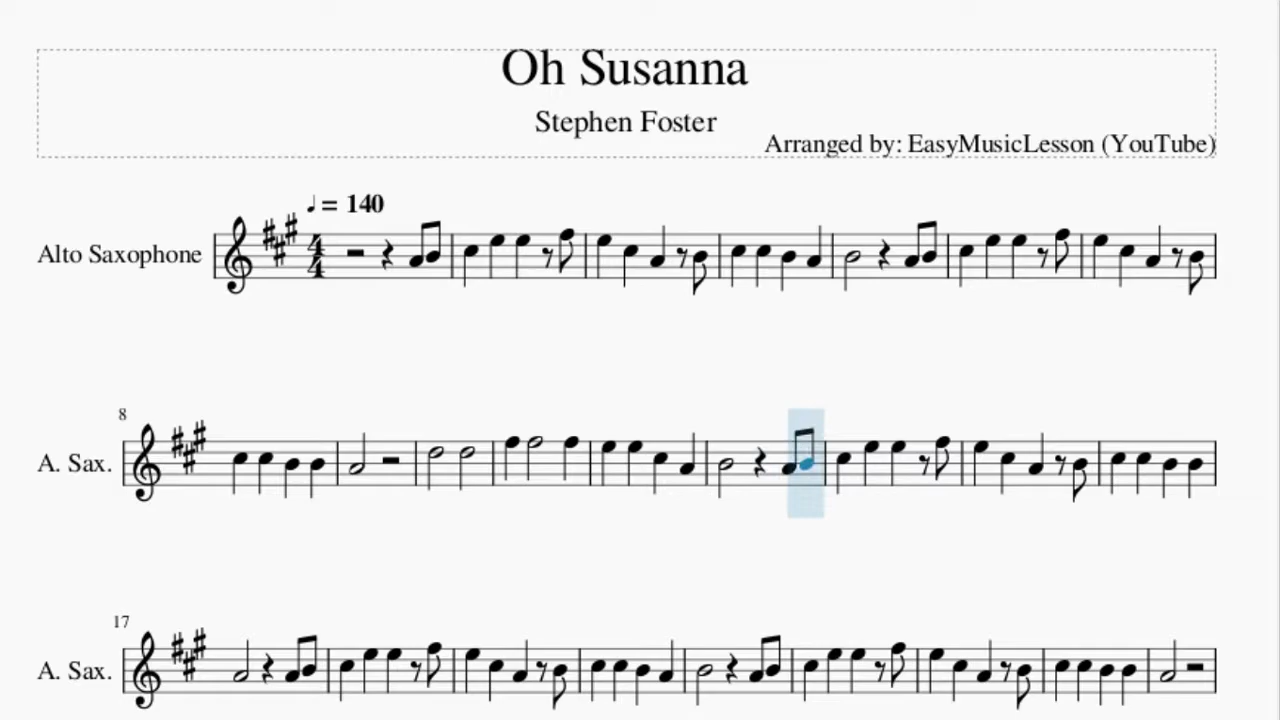 Oh Susanna
Stephen Foster
Arranged by: EasyMusicLesson (YouTube)
♩ = 140
Alto Saxophone
4
4
8
A. Sax.
17
A. Sax.